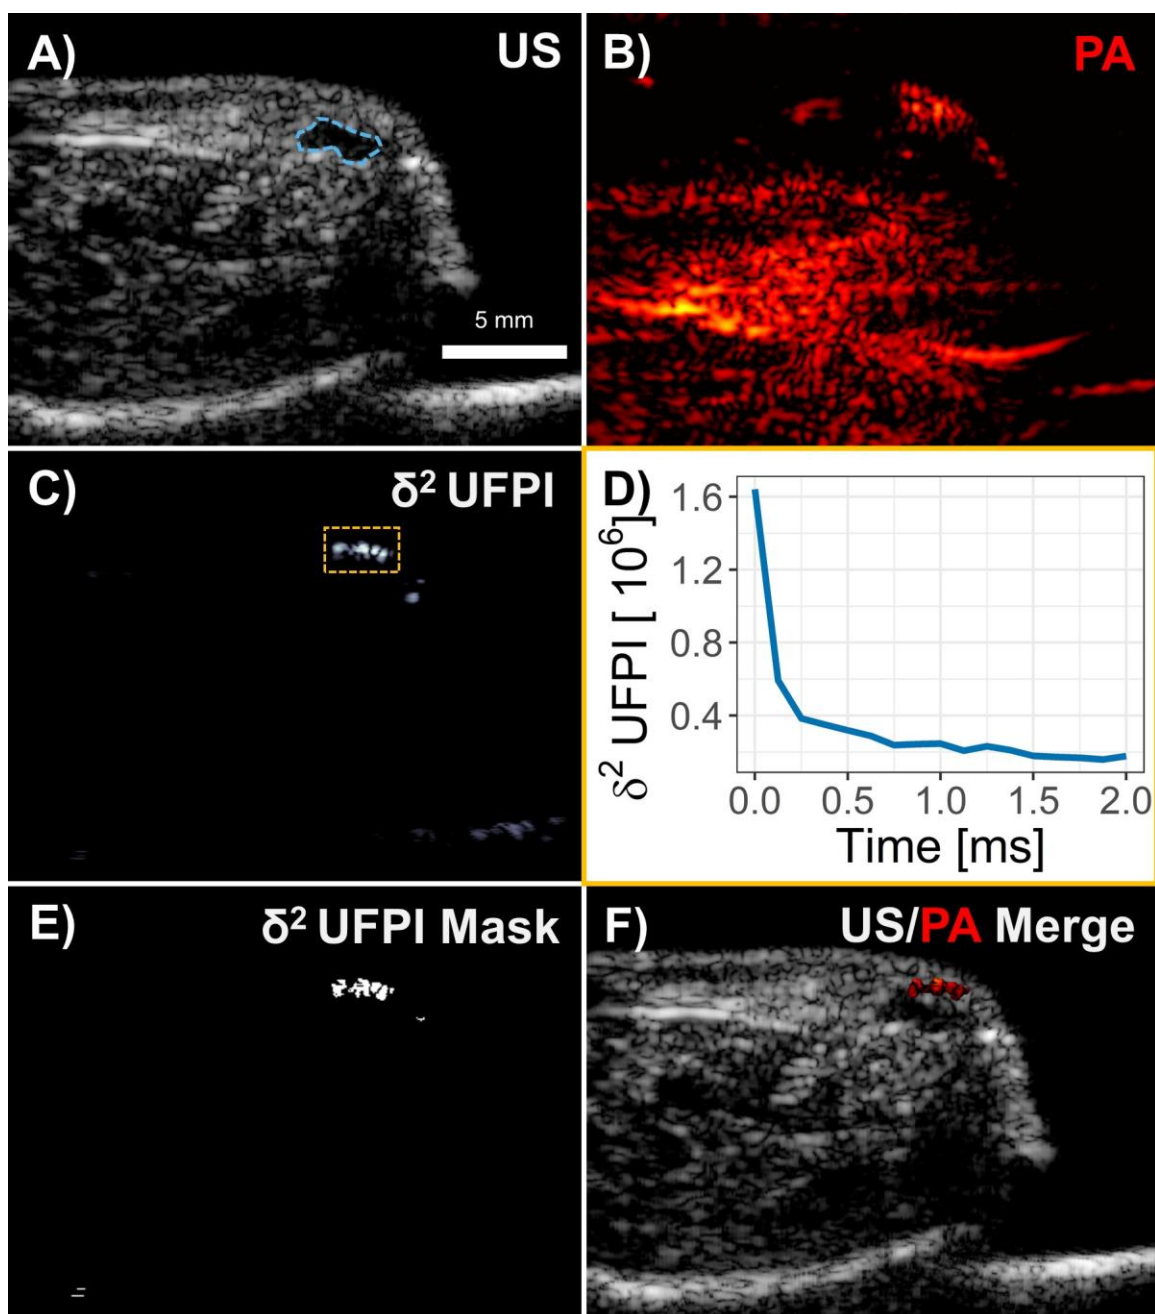 A) US
B) PA
5 mm
C) δ² UFPI
D)
δ² UFPI [ 10⁶]
1.6
1.2
0.8
0.4
0.0 0.5 1.0 1.5 2.0
Time [ms]
E) δ² UFPI Mask
F) US/PA Merge